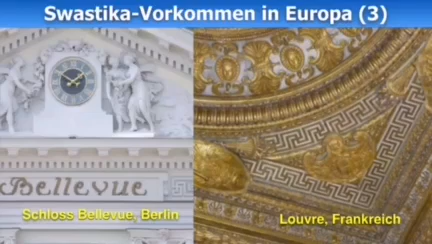 Swastika-Vorkommen in Europa (3)
Bellevue
Schloss Bellevue, Berlin
Louvre, Frankreich